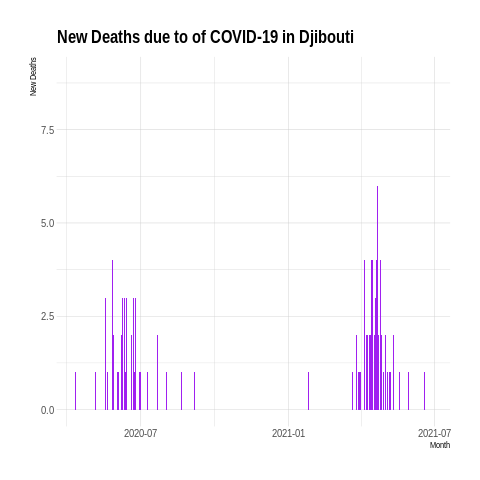 New Deaths due to of COVID-19 in Djibouti
New Deaths
7.5
5.0
2.5
0.0
2020-07
2021-01
2021-07
Month